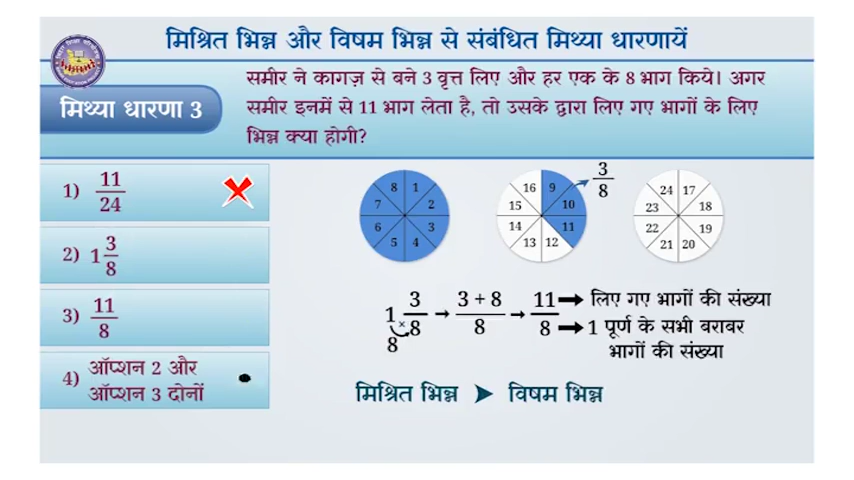 मिश्रित भिन्न और विषम भिन्न से संबंधित मिथ्या धारणायें
मिथ्या धारणा 3
समीर ने कागज़ से बने 3 वृत्त लिए और हर एक के 8 भाग किये। अगर
समीर इनमें से 11 भाग लेता है, तो उसके द्वारा लिए गए भागों के लिए
भिन्न क्या होगी?
1) 11/24
2) 1 3/8
3) 11/8
4) ऑप्शन 2 और
ऑप्शन 3 दोनों
8 1
7 2
6 3
5 4
16 9
15 10
14 11
13 12
3/8
24 17
23 18
22 19
21 20
1 3/8 → (3 + 8)/8 → 11/8
×
8
➞ लिए गए भागों की संख्या
➞ 1 पूर्ण के सभी बराबर
भागों की संख्या
मिश्रित भिन्न ➤ विषम भिन्न